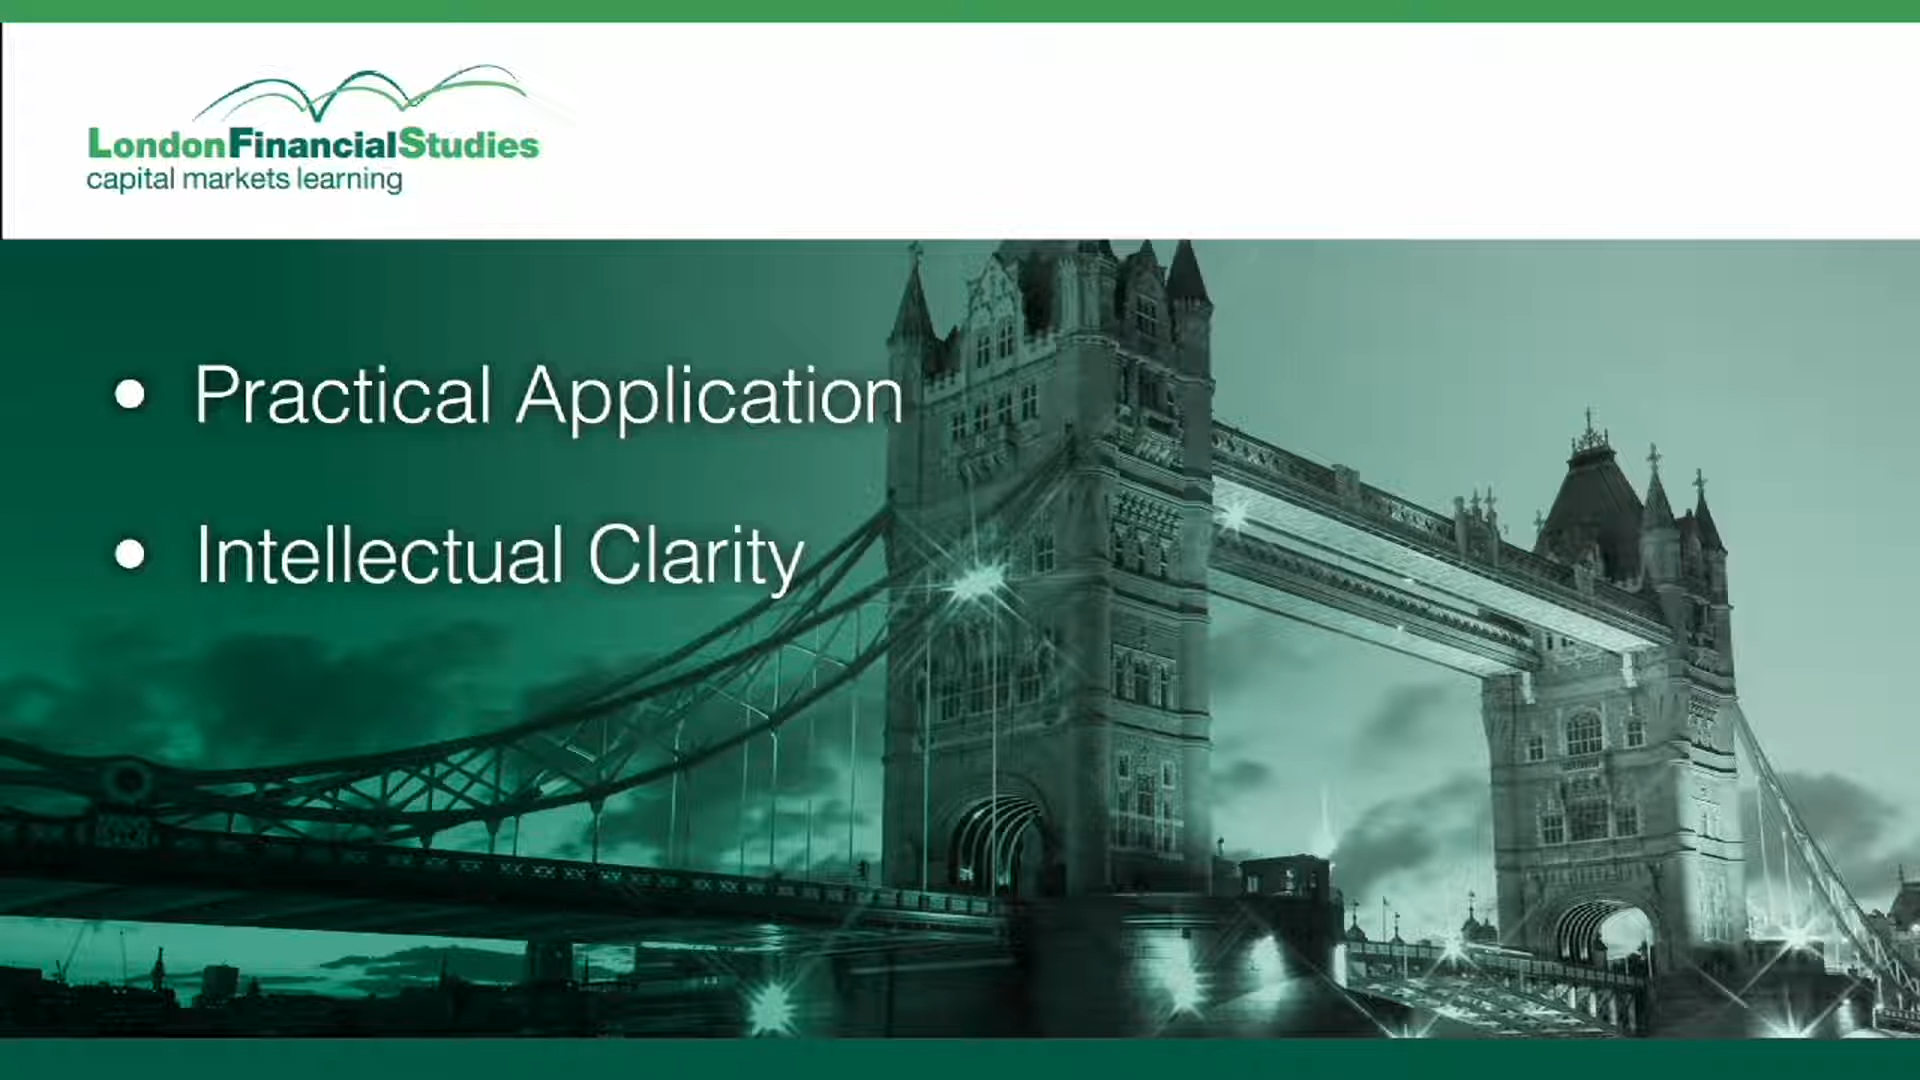 LondonFinancialStudies
capital markets learning
• Practical Application
• Intellectual Clarity